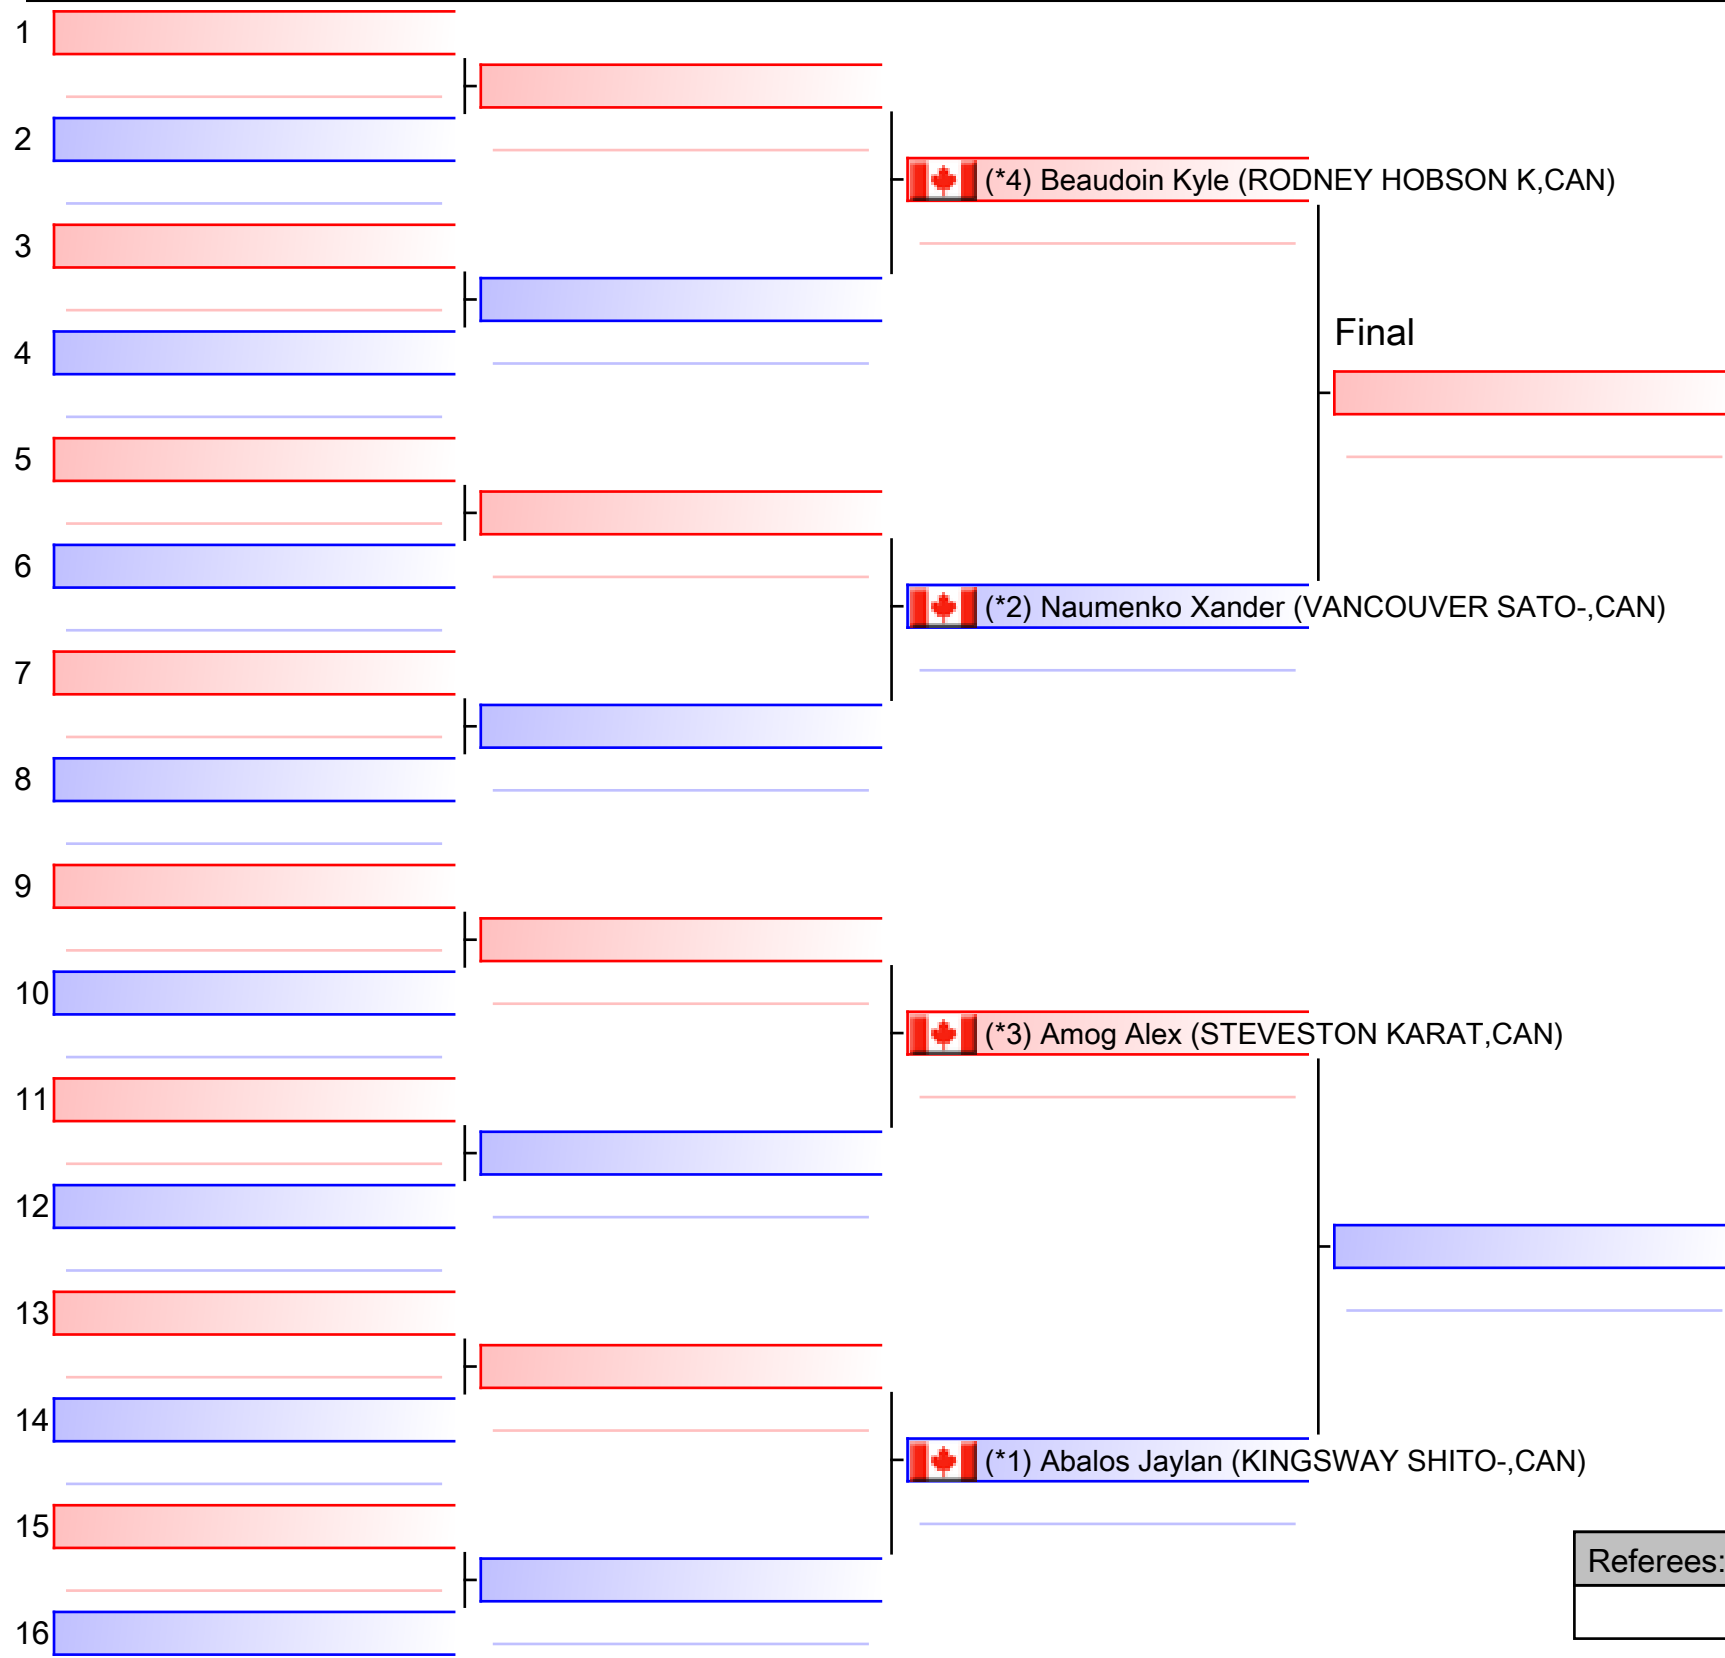 1
2
(*4) Beaudoin Kyle (RODNEY HOBSON K,CAN)
3
Final
4
5
6
(*2) Naumenko Xander (VANCOUVER SATO-,CAN)
7
8
9
10
(*3) Amog Alex (STEVESTON KARAT,CAN)
11
12
13
14
(*1) Abalos Jaylan (KINGSWAY SHITO-,CAN)
15
Referees:
16